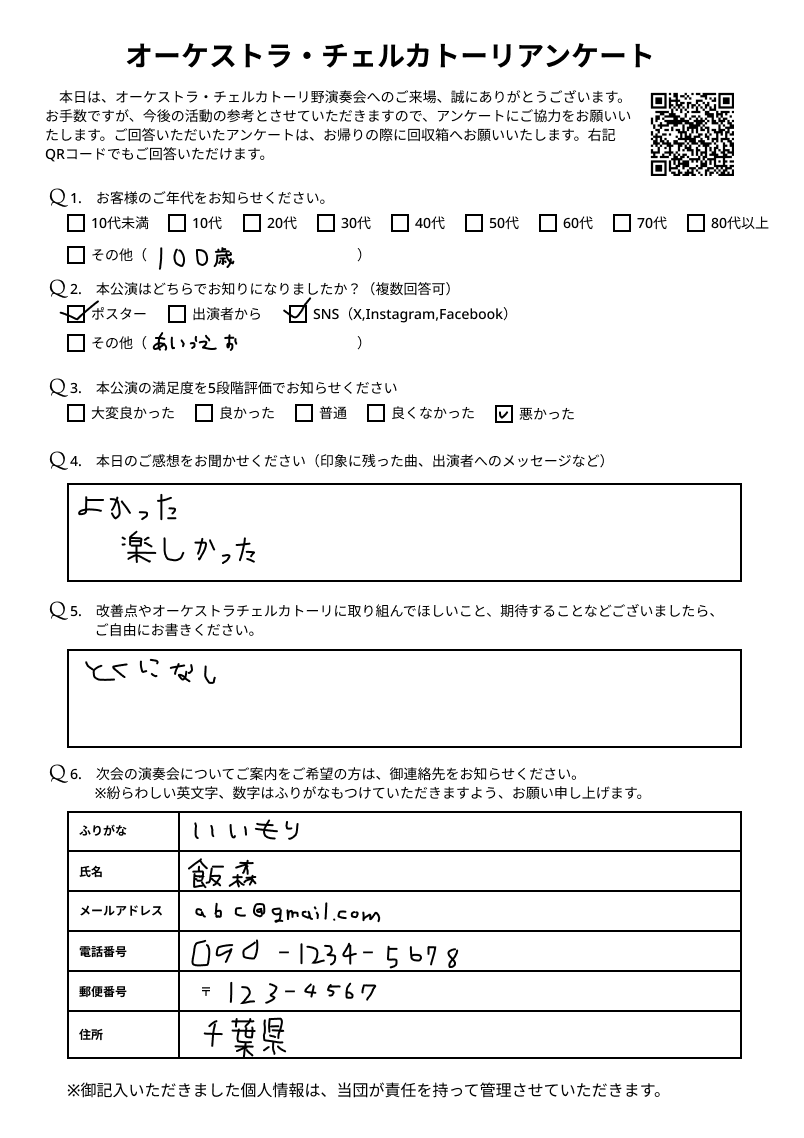 オーケストラ・チェルカトーリアンケート
本日は、オーケストラ・チェルカトーリ野演奏会へのご来場、誠にありがとうございます。
お手数ですが、今後の活動の参考とさせていただきますので、アンケートにご協力をお願いい
たします。ご回答いただいたアンケートは、お帰りの際に回収箱へお願いいたします。右記
QRコードでもご回答いただけます。
Q1. お客様のご年代をお知らせください。
□ 10代未満 □ 10代 □ 20代 □ 30代 □ 40代 □ 50代 □ 60代 □ 70代 □ 80代以上
□ その他（ 100歳 ）
Q2. 本公演はどちらでお知りになりましたか？（複数回答可）
☑ ポスター □ 出演者から ☑ SNS（X,Instagram,Facebook）
□ その他（ あいうえお ）
Q3. 本公演の満足度を5段階評価でお知らせください
□ 大変良かった □ 良かった □ 普通 □ 良くなかった ☑ 悪かった
Q4. 本日のご感想をお聞かせください（印象に残った曲、出演者へのメッセージなど）
よかった
楽しかった
Q5. 改善点やオーケストラチェルカトーリに取り組んでほしいこと、期待することなどございましたら、
ご自由にお書きください。
とくになし
Q6. 次会の演奏会についてご案内をご希望の方は、御連絡先をお知らせください。
※紛らわしい英文字、数字はふりがなもつけていただきますよう、お願い申し上げます。
ふりがな いいもり
氏名 飯森
メールアドレス abc@gmail.com
電話番号 090-1234-5678
郵便番号 〒 123-4567
住所 千葉県
※御記入いただきました個人情報は、当団が責任を持って管理させていただきます。